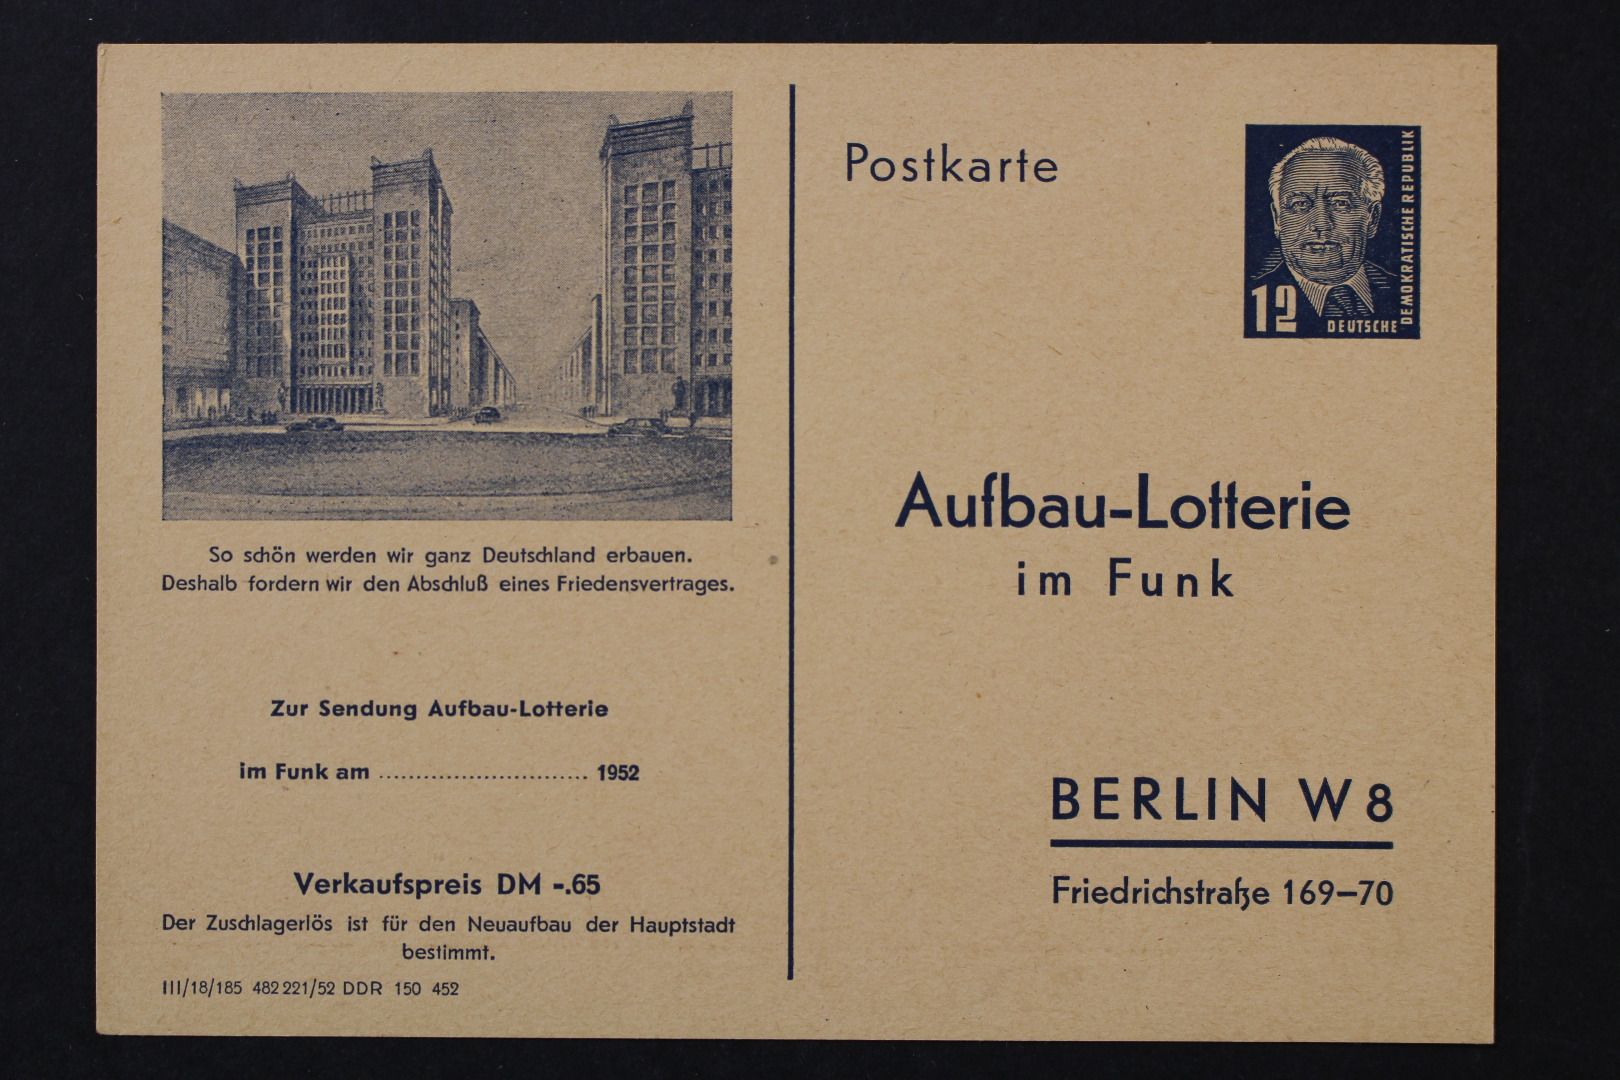 So schön werden wir ganz Deutschland erbauen.
Deshalb fordern wir den Abschluß eines Friedensvertrages.
Zur Sendung Aufbau-Lotterie
im Funk am ............................ 1952
Verkaufspreis DM -.65
Der Zuschlagerlös ist für den Neuaufbau der Hauptstadt
bestimmt.
III/18/185 482 221/52 DDR 150 452
Postkarte
12
DEUTSCHE
DEMOKRATISCHE REPUBLIK
Aufbau-Lotterie
im Funk
BERLIN W 8
Friedrichstraße 169–70